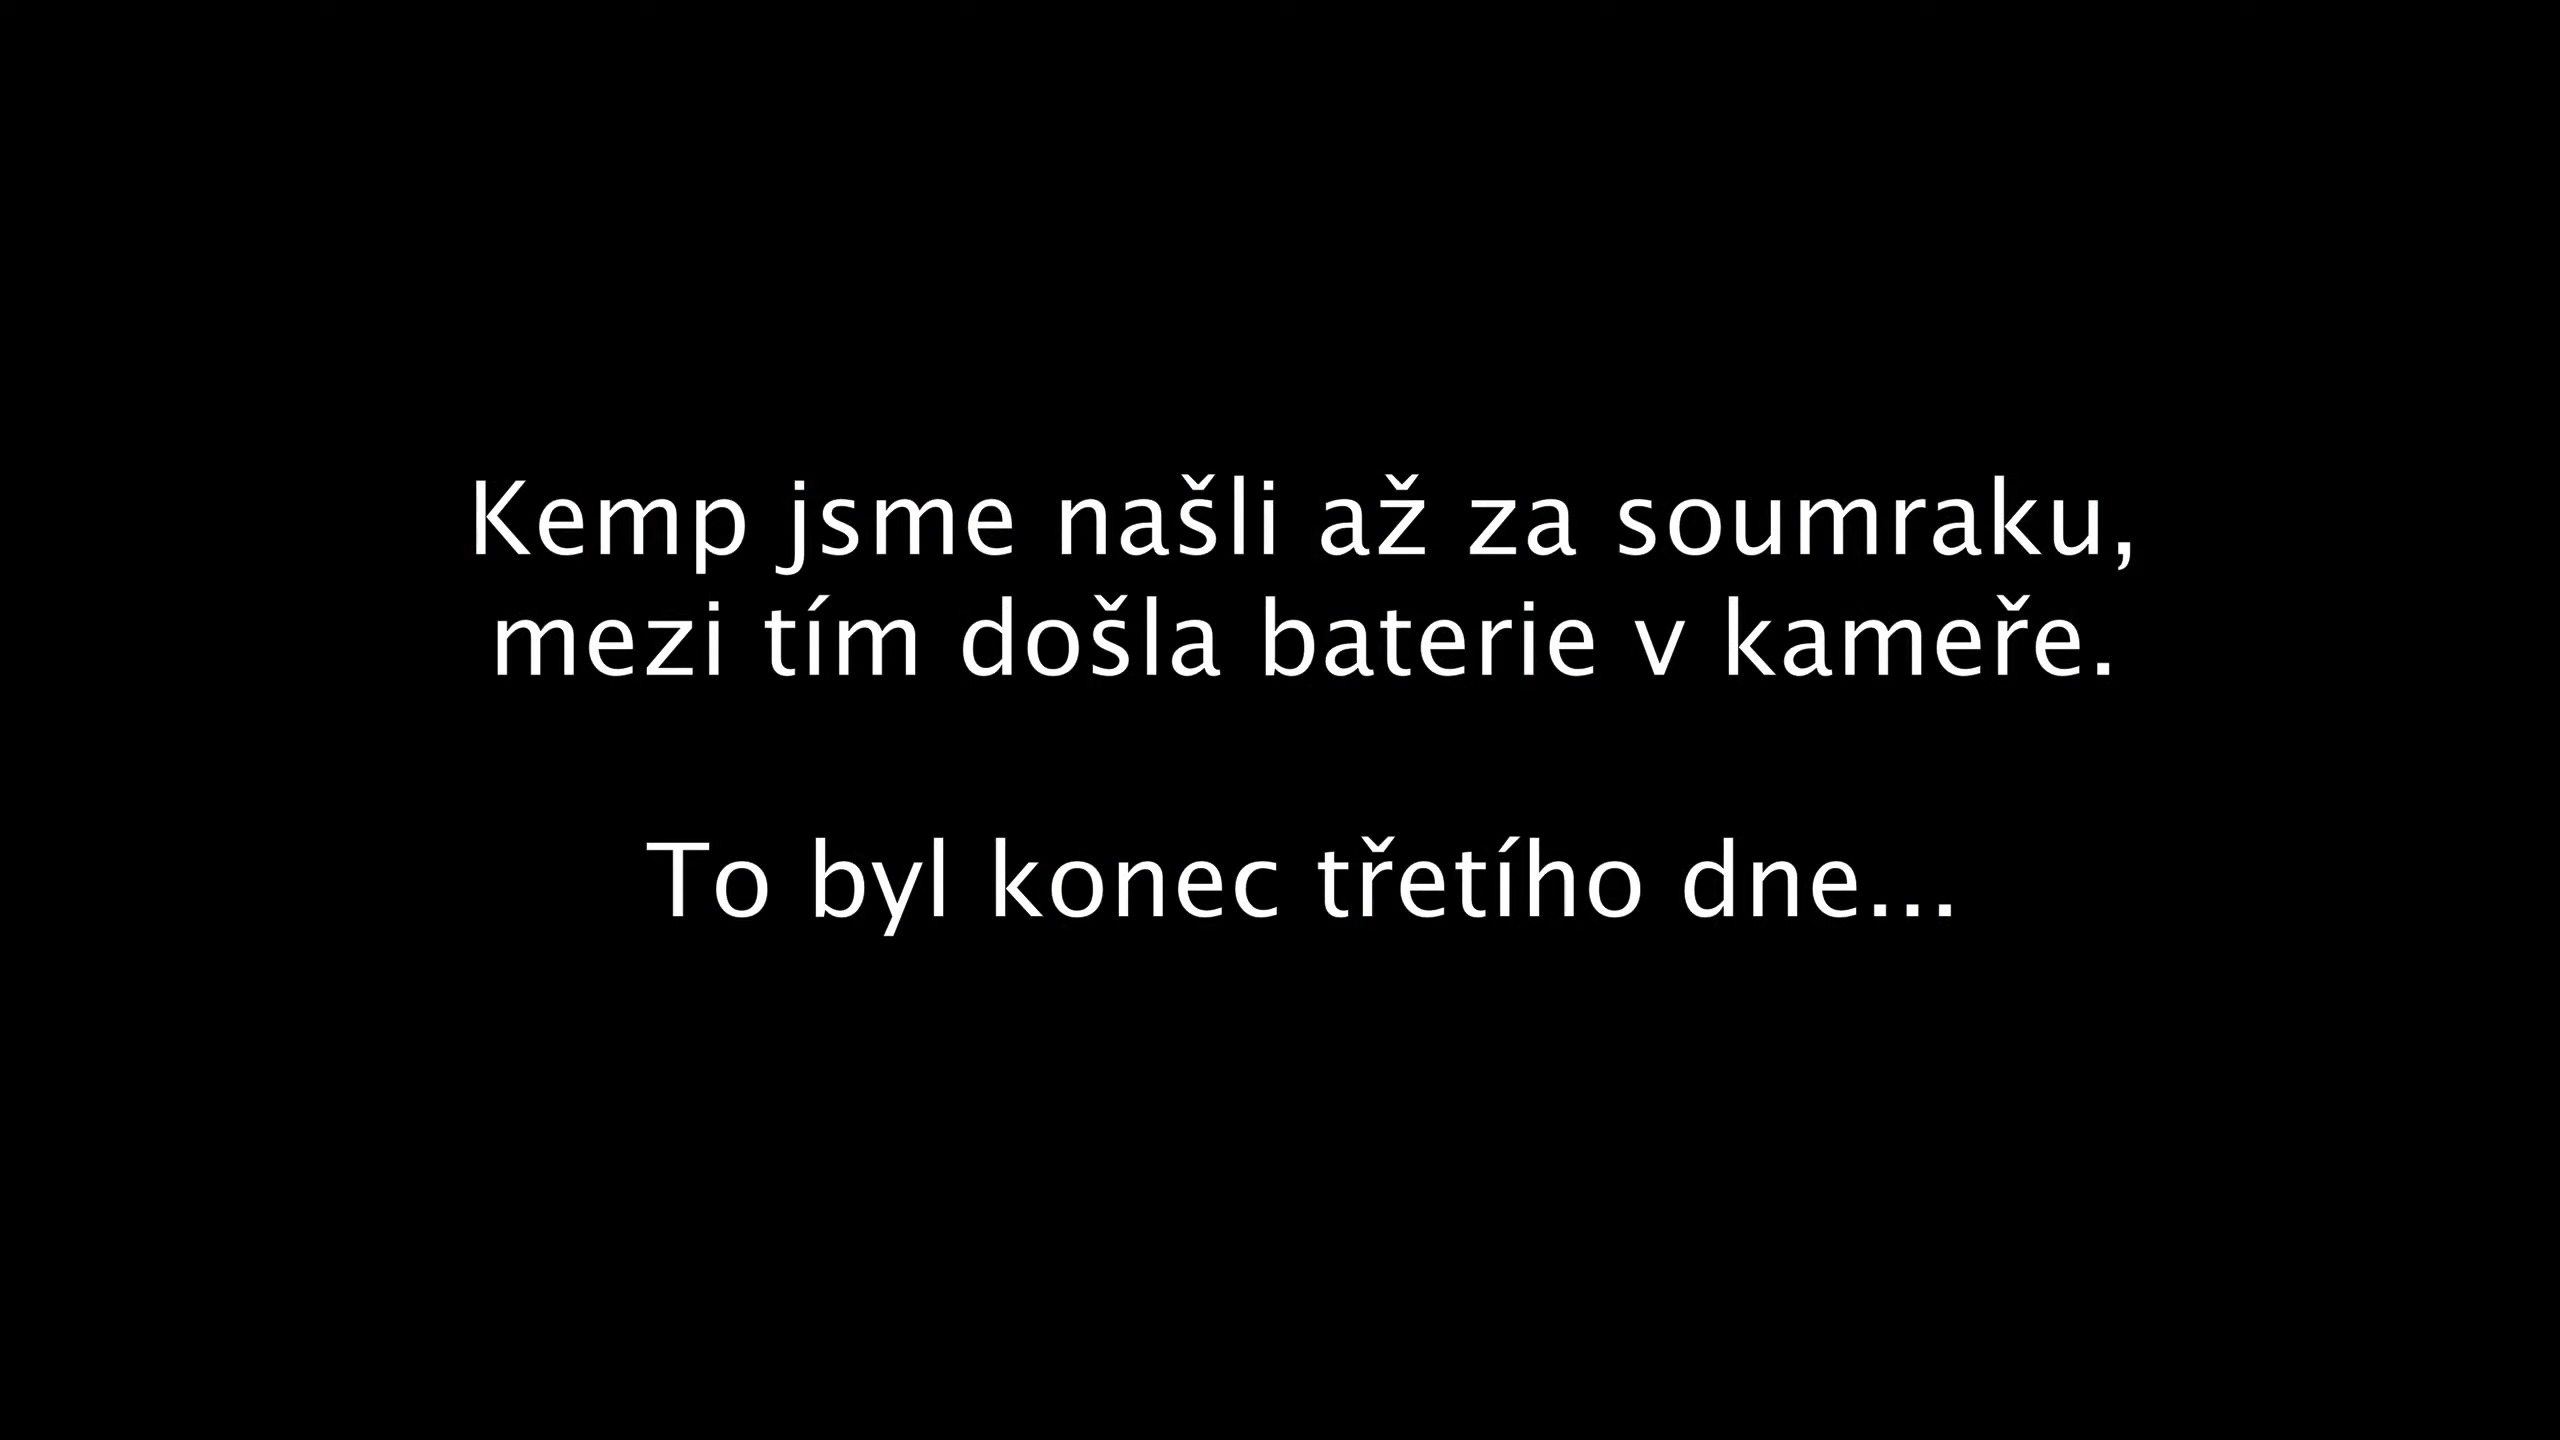 Kemp jsme našli až za soumraku,
mezi tím došla baterie v kameře.
To byl konec třetího dne...